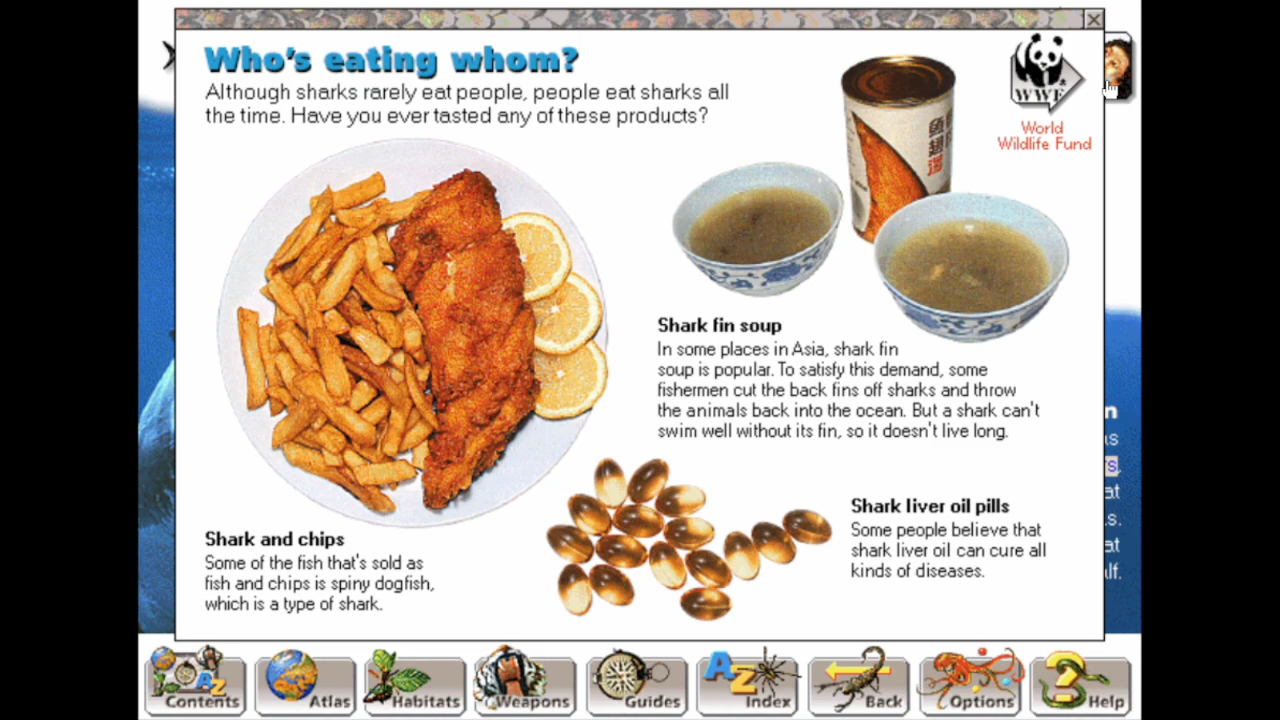 Who's eating whom?
Although sharks rarely eat people, people eat sharks all
the time. Have you ever tasted any of these products?
WWF
World
Wildlife Fund
魚翅湯
Shark fin soup
In some places in Asia, shark fin
soup is popular. To satisfy this demand, some
fishermen cut the back fins off sharks and throw
the animals back into the ocean. But a shark can't
swim well without its fin, so it doesn't live long.
Shark and chips
Some of the fish that's sold as
fish and chips is spiny dogfish,
which is a type of shark.
Shark liver oil pills
Some people believe that
shark liver oil can cure all
kinds of diseases.
Contents
Atlas
Habitats
Weapons
Guides
AZ
Index
Back
Options
?
Help